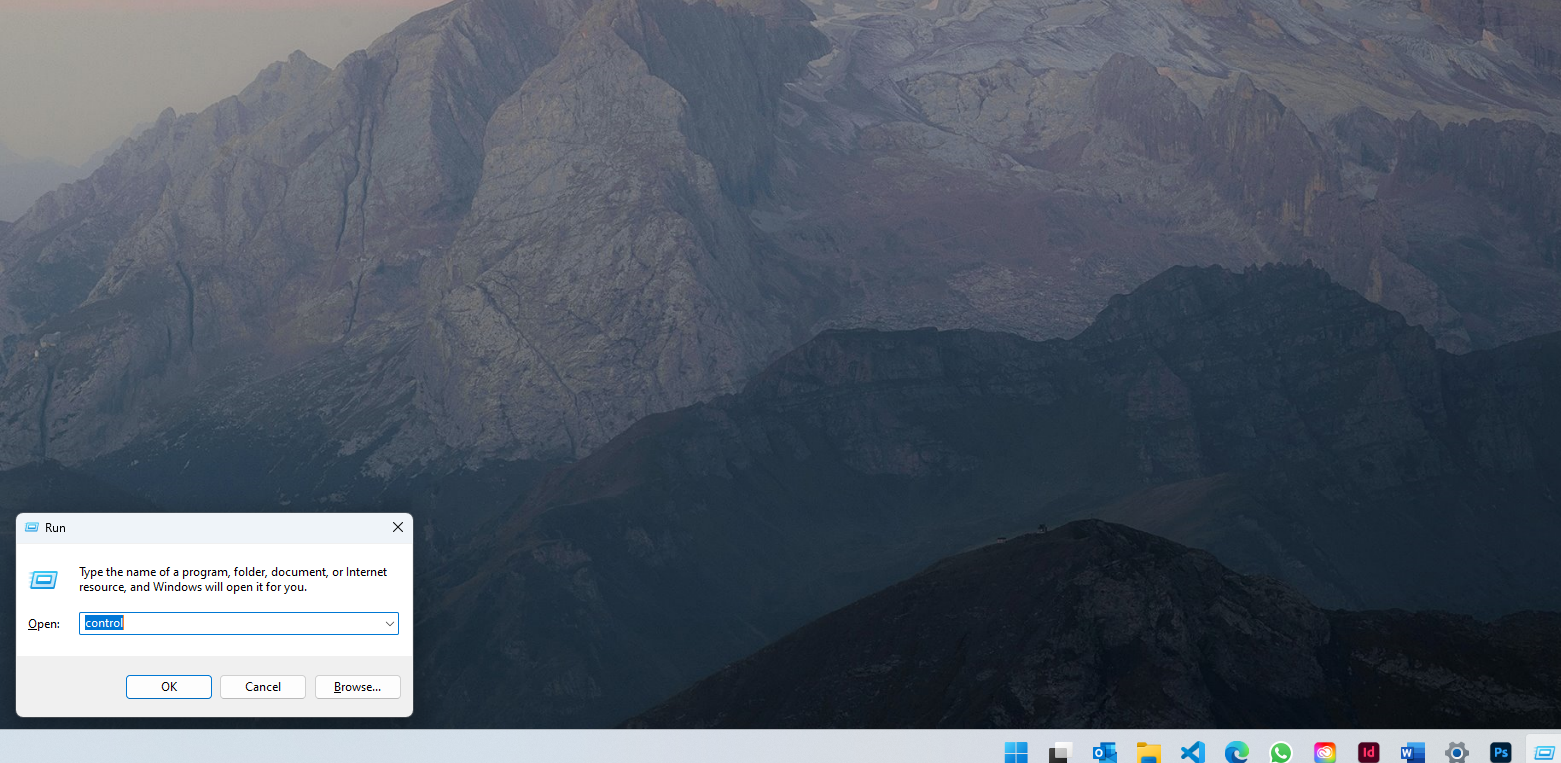 Run
Type the name of a program, folder, document, or Internet
resource, and Windows will open it for you.
Open:
control
OK
Cancel
Browse...
O
Id
W
Ps